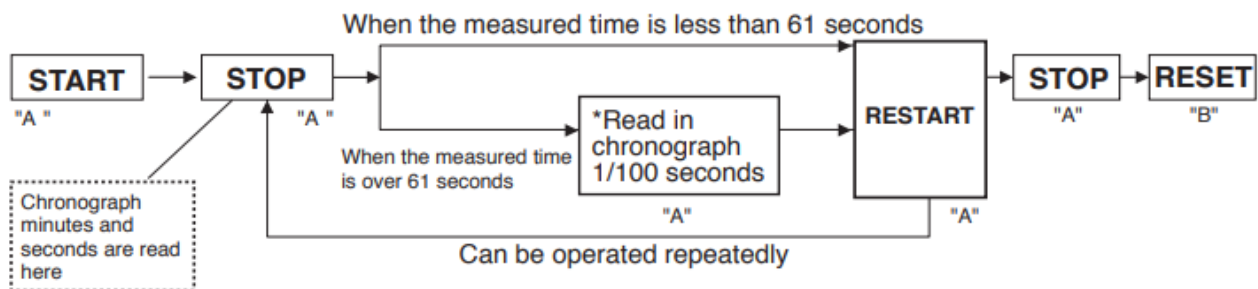 When the measured time is less than 61 seconds
START
STOP
RESTART
STOP
RESET
"A "
"A "
"A"
"B"
*Read in
chronograph
1/100 seconds
When the measured time
is over 61 seconds
Chronograph
minutes and
seconds are read
here
"A"
"A"
Can be operated repeatedly